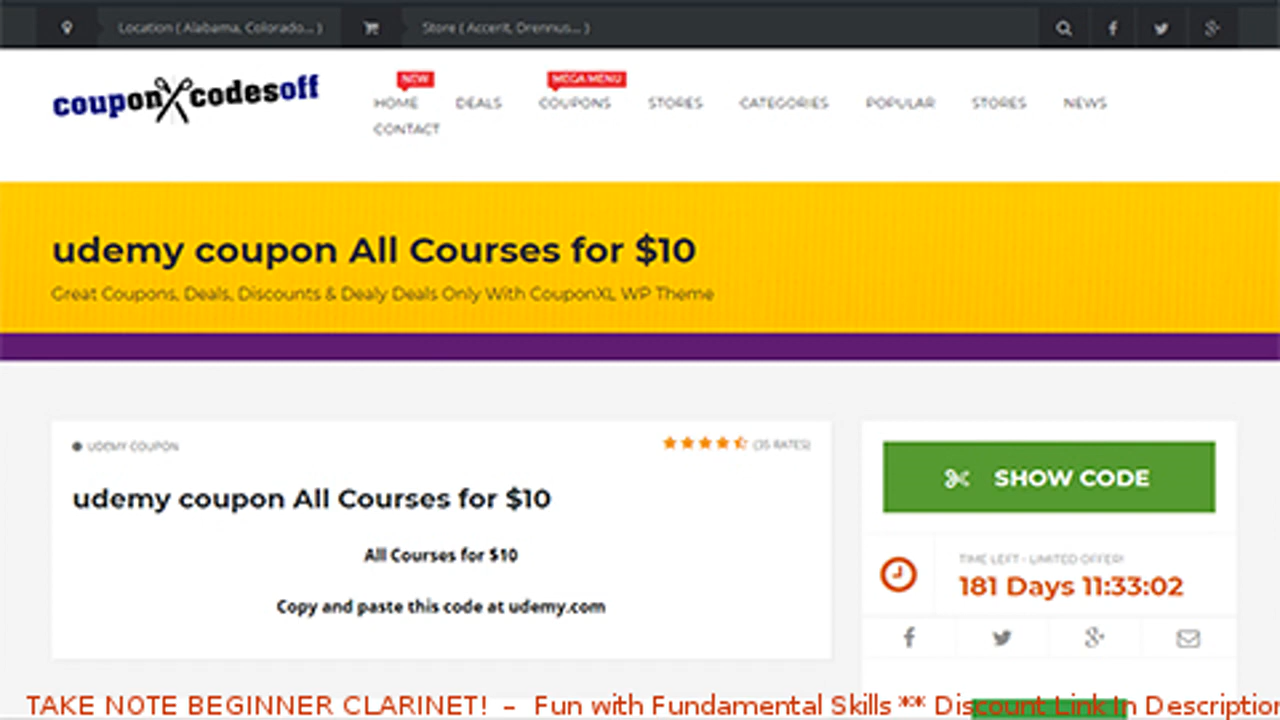 Location ( Alabama, Colorado... )
Store ( Accerit, Drennus... )
couponXcodesoff
NEW
MEGA MENU
HOME DEALS COUPONS STORES CATEGORIES POPULAR STORES NEWS
CONTACT
udemy coupon All Courses for $10
Great Coupons, Deals, Discounts & Dealy Deals Only With CouponXL WP Theme
UDEMY COUPON
(35 RATES)
udemy coupon All Courses for $10
All Courses for $10
Copy and paste this code at udemy.com
SHOW CODE
TIME LEFT - LIMITED OFFER!
181 Days 11:33:02
TAKE NOTE BEGINNER CLARINET! – Fun with Fundamental Skills ** Discount Link In Description